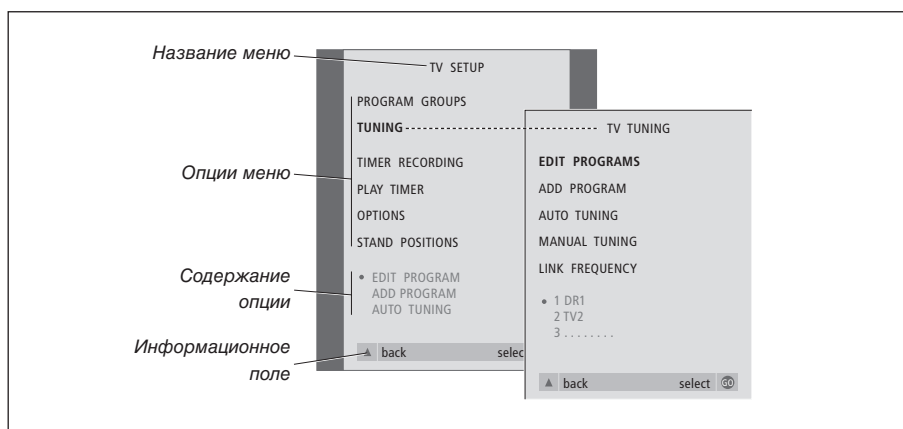 Название меню
Опции меню
Содержание
опции
Информационное
поле
TV SETUP
PROGRAM GROUPS
TUNING
TIMER RECORDING
PLAY TIMER
OPTIONS
STAND POSITIONS
• EDIT PROGRAM
ADD PROGRAM
AUTO TUNING
▲ back selec
TV TUNING
EDIT PROGRAMS
ADD PROGRAM
AUTO TUNING
MANUAL TUNING
LINK FREQUENCY
• 1 DR1
2 TV2
3 . . . . . . . .
▲ back select GO